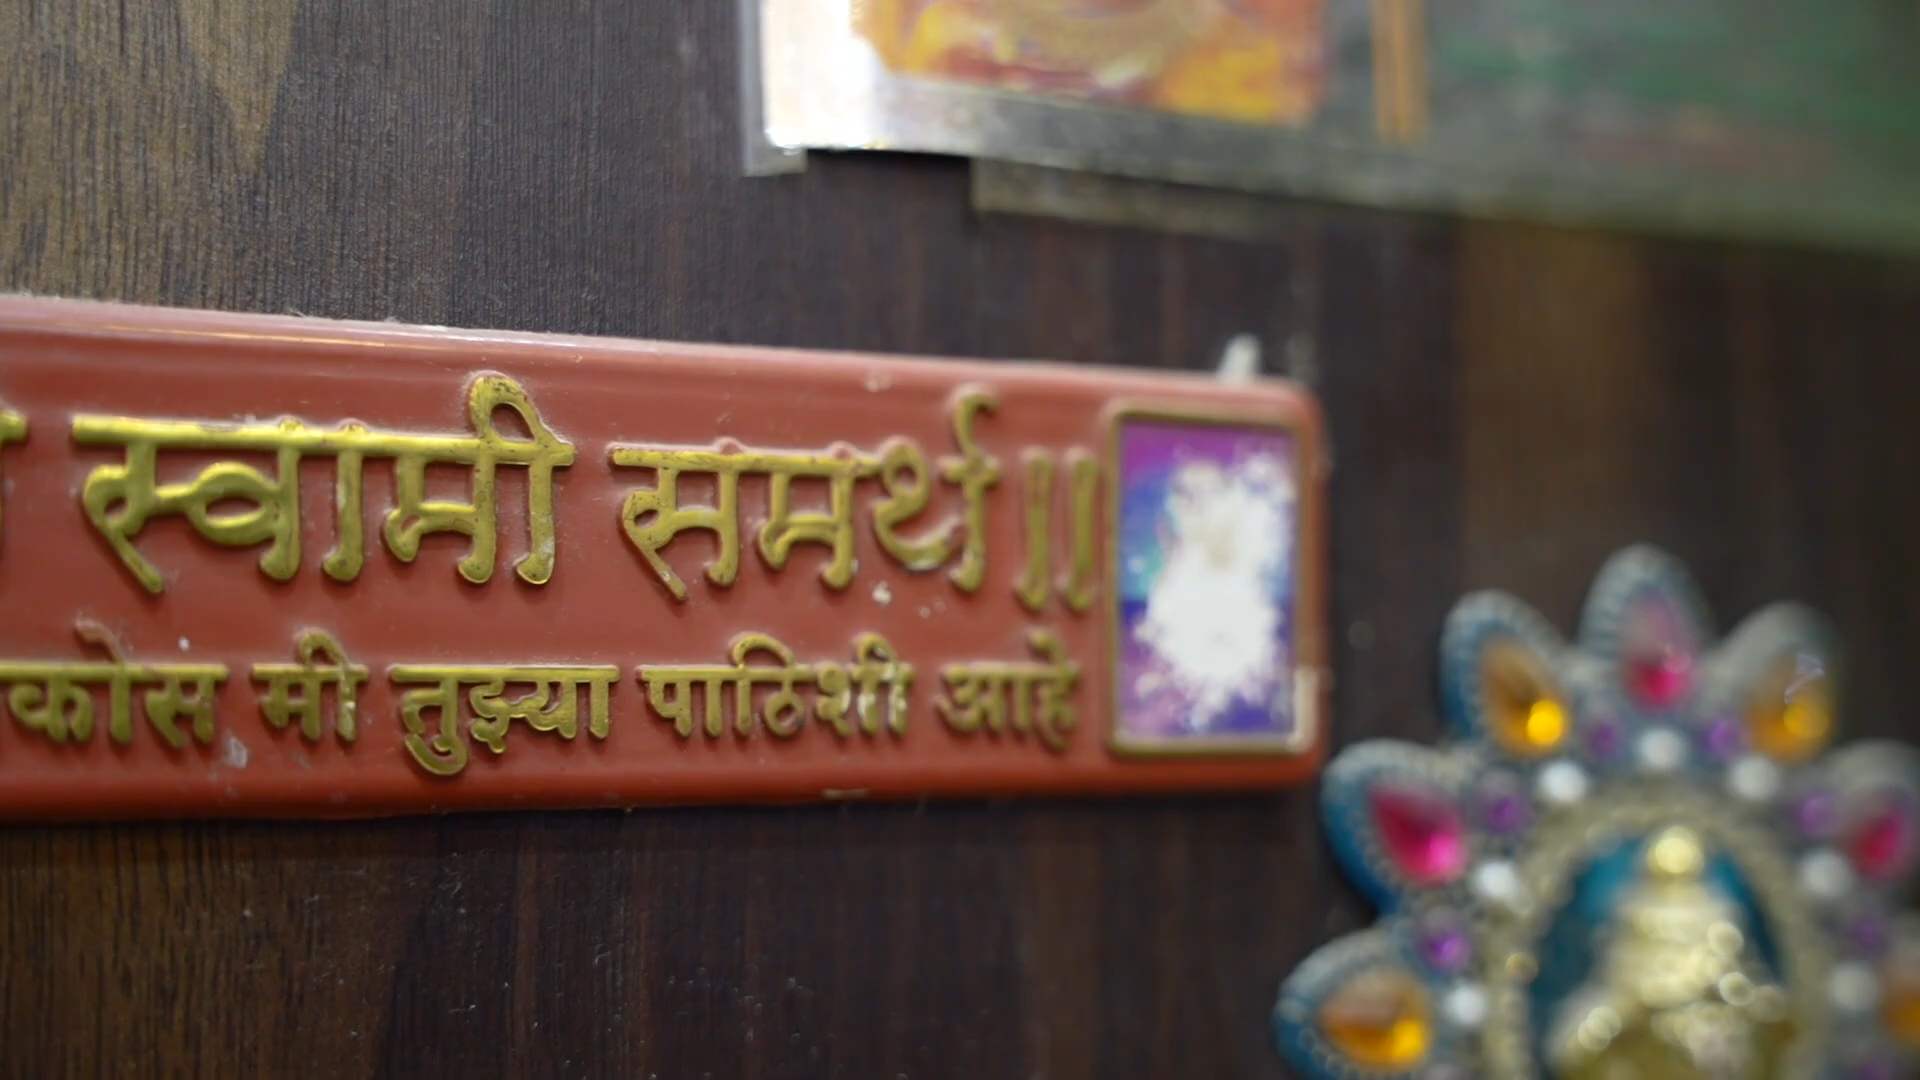 स्वामी समर्थ ॥
कोस मी तुझ्या पाठिशी आहे